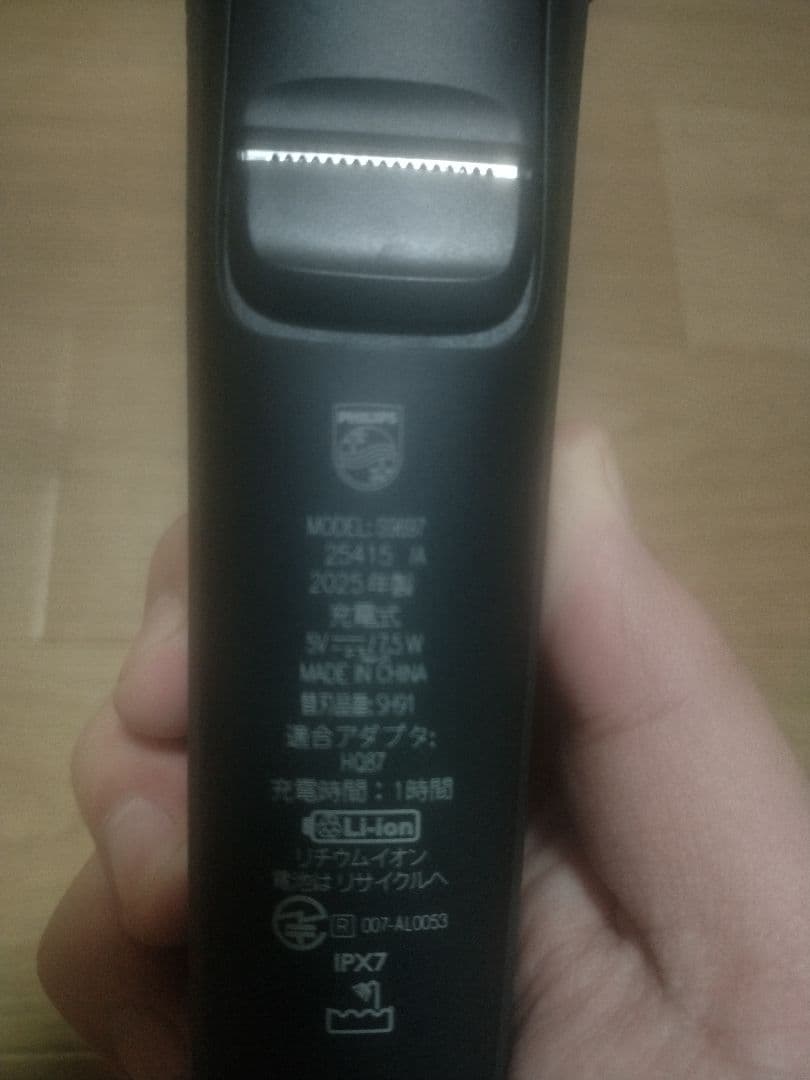 PHILIPS
MODEL: S9697
25415 /A
2025年製
充電式
5V⎓/7.5W
MADE IN CHINA
替刃品番: SH91
適合アダプタ:
HQ87
充電時間：1時間
Li-ion
リチウムイオン
電池はリサイクルへ
R 007-AL0053
IPX7